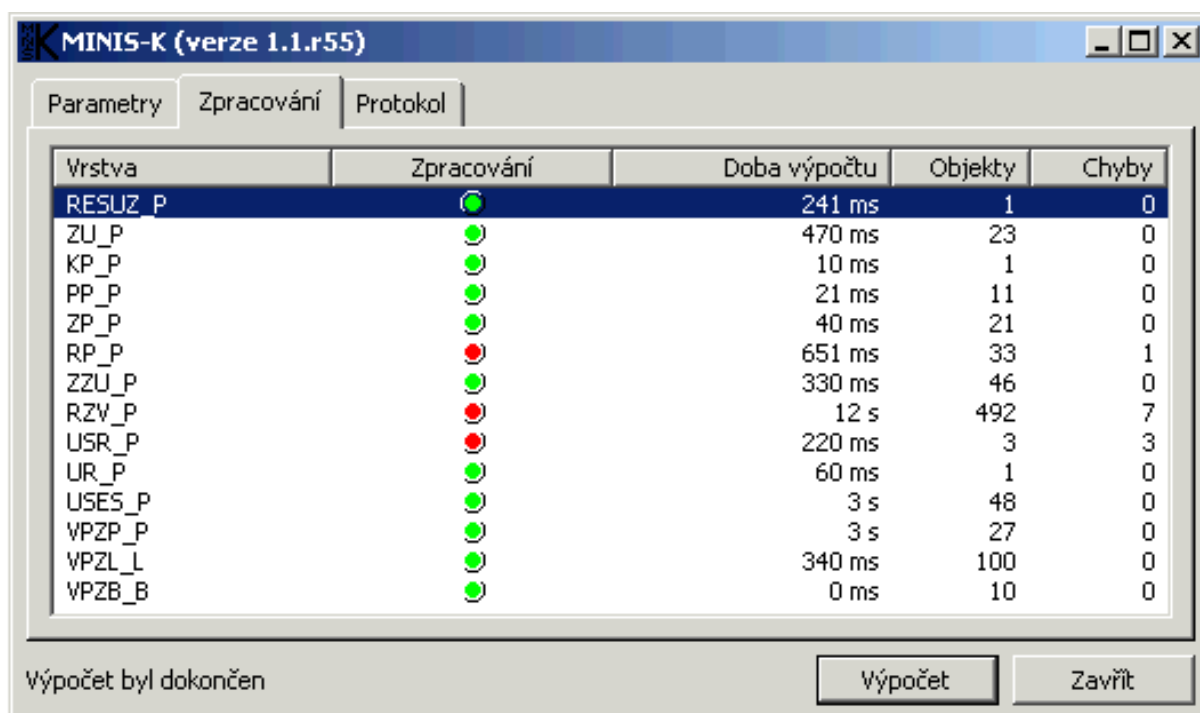 MINIS-K (verze 1.1.r55)
Parametry Zpracování Protokol
Vrstva Zpracování Doba výpočtu Objekty Chyby
RESUZ_P 241 ms 1 0
ZU_P 470 ms 23 0
KP_P 10 ms 1 0
PP_P 21 ms 11 0
ZP_P 40 ms 21 0
RP_P 651 ms 33 1
ZZU_P 330 ms 46 0
RZV_P 12 s 492 7
USR_P 220 ms 3 3
UR_P 60 ms 1 0
USES_P 3 s 48 0
VPZP_P 3 s 27 0
VPZL_L 340 ms 100 0
VPZB_B 0 ms 10 0
Výpočet byl dokončen Výpočet Zavřít